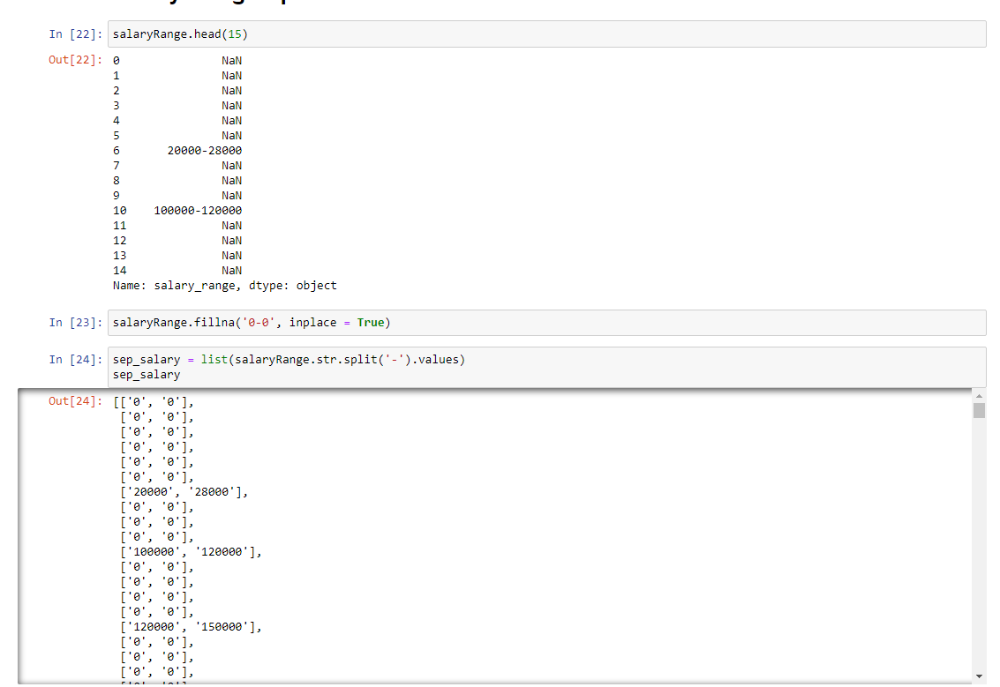 In [22]: salaryRange.head(15)
Out[22]: 0 NaN
1 NaN
2 NaN
3 NaN
4 NaN
5 NaN
6 20000-28000
7 NaN
8 NaN
9 NaN
10 100000-120000
11 NaN
12 NaN
13 NaN
14 NaN
Name: salary_range, dtype: object
In [23]: salaryRange.fillna('0-0', inplace = True)
In [24]: sep_salary = list(salaryRange.str.split('-').values)
sep_salary
Out[24]: [['0', '0'],
['0', '0'],
['0', '0'],
['0', '0'],
['0', '0'],
['0', '0'],
['20000', '28000'],
['0', '0'],
['0', '0'],
['0', '0'],
['100000', '120000'],
['0', '0'],
['0', '0'],
['0', '0'],
['0', '0'],
['120000', '150000'],
['0', '0'],
['0', '0'],
['0', '0'],